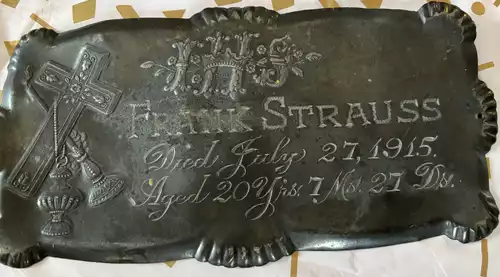 IHS
FRANK STRAUSS
Died July 27, 1915.
Aged 20 Yrs. 7 Ms. 27 Ds.